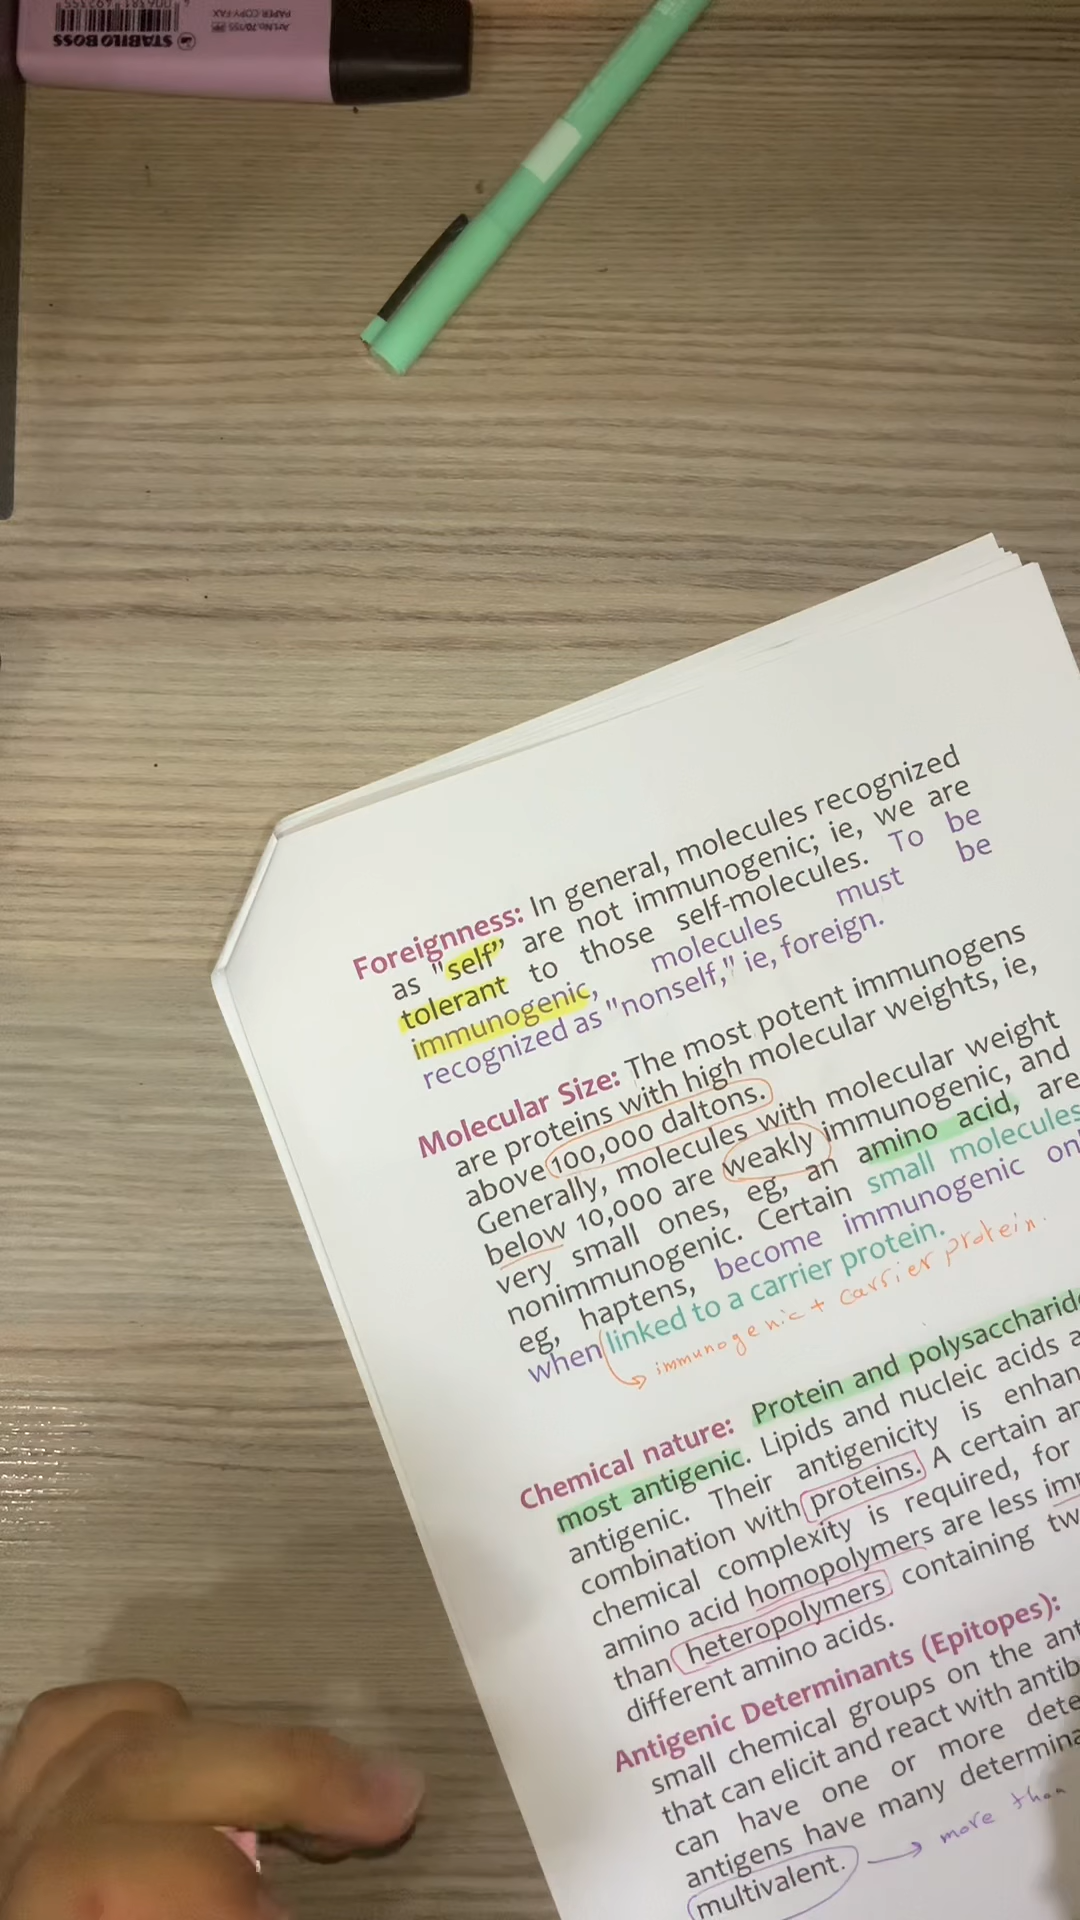 STABILO BOSS
PAPER-COPY-FAX
Art.No.70/155
Foreignness: In general, molecules recognized
as "self" are not immunogenic; ie, we are
tolerant to those self-molecules. To be
immunogenic, molecules must be
recognized as "nonself," ie, foreign.
Molecular Size: The most potent immunogens
are proteins with high molecular weights, ie,
above 100,000 daltons.
Generally, molecules with molecular weight
below 10,000 are weakly immunogenic, and
very small ones, eg, an amino acid, are
nonimmunogenic. Certain small molecules
eg, haptens, become immunogenic
when linked to a carrier protein.
immunogenic + carrier protein.
Chemical nature: Protein and polysaccharide
most antigenic. Lipids and nucleic acids
antigenic. Their antigenicity is
combination with proteins. A certain
chemical complexity is required, for
amino acid homopolymers are less
than heteropolymers containing
different amino acids.
Antigenic Determinants (Epitopes):
small chemical groups on the
that can elicit and react with
can have one or more
antigens have many
multivalent. → more than